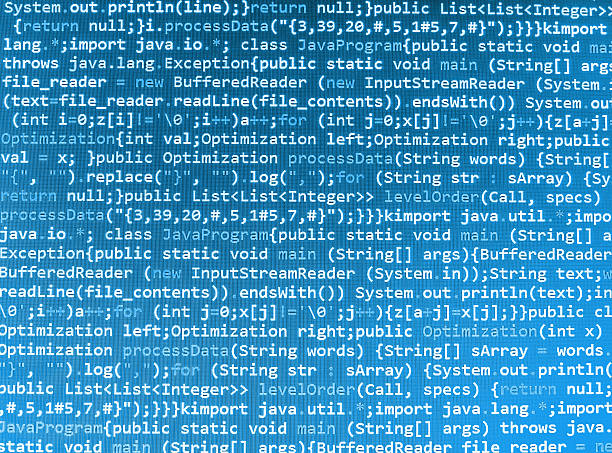 System.out.println(line);}return null;}public List<List<Integer>>
{return null;}i.processData("{3,39,20,#,5,1#5,7,#}");}}}kimport
lang.*;import java.io.*; class JavaProgram{public static void mai
throws java.lang.Exception{public static void main (String[] args
file_reader = new BufferedReader (new InputStreamReader (System.i
(text=file_reader.readLine(file_contents)).endsWith()) System.ou
(int i=0;z[i]!='\0';i++)a++;for (int j=0;x[j]!='\0';j++){z[a+j]=
Optimization{int val;Optimization left;Optimization right;public
val = x; }public Optimization processData(String words) {String[
"{", "").replace("}", "").log(",");for (String str : sArray) {Sy
return null;}public List<List<Integer>> levelOrder(Call, specs)
processData("{3,39,20,#,5,1#5,7,#}");}}}kimport java.util.*;impo
java.io.*; class JavaProgram{public static void main (String[] a
Exception{public static void main (String[] args){BufferedReader
BufferedReader (new InputStreamReader (System.in));String text;w
readLine(file_contents)).endsWith()) System.out.println(text);in
\0';i++)a++;for (int j=0;x[j]!='\0';j++){z[a+j]=x[j];}}public cl
Optimization left;Optimization right;public Optimization(int x)
Optimization processData(String words) {String[] sArray = words.
"}", "").log(",");for (String str : sArray) {System.out.println(
public List<List<Integer>> levelOrder(Call, specs) {return null;
,#,5,1#5,7,#}");}}}kimport java.util.*;import java.lang.*;import
JavaProgram{public static void main (String[] args) throws java.
static void main (String[] args){BufferedReader file_reader = ne